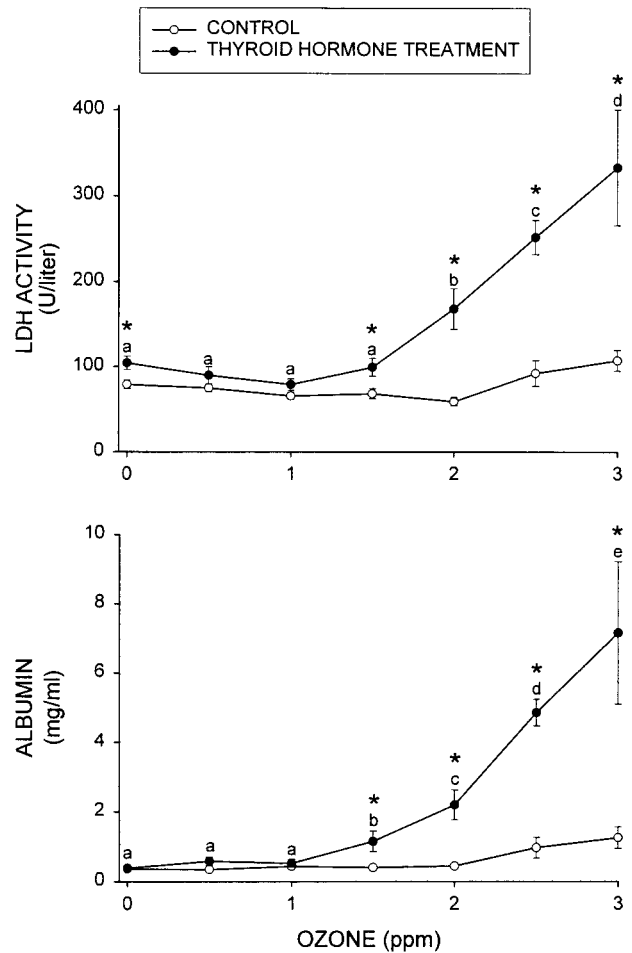 CONTROL
THYROID HORMONE TREATMENT
LDH ACTIVITY
(U/liter)
400
300
200
100
0
* a
a
a
* a
* b
* c
* d
0 1 2 3
ALBUMIN
(mg/ml)
10
8
6
4
2
0
a
a
a
* b
* c
* d
* e
0 1 2 3
OZONE (ppm)